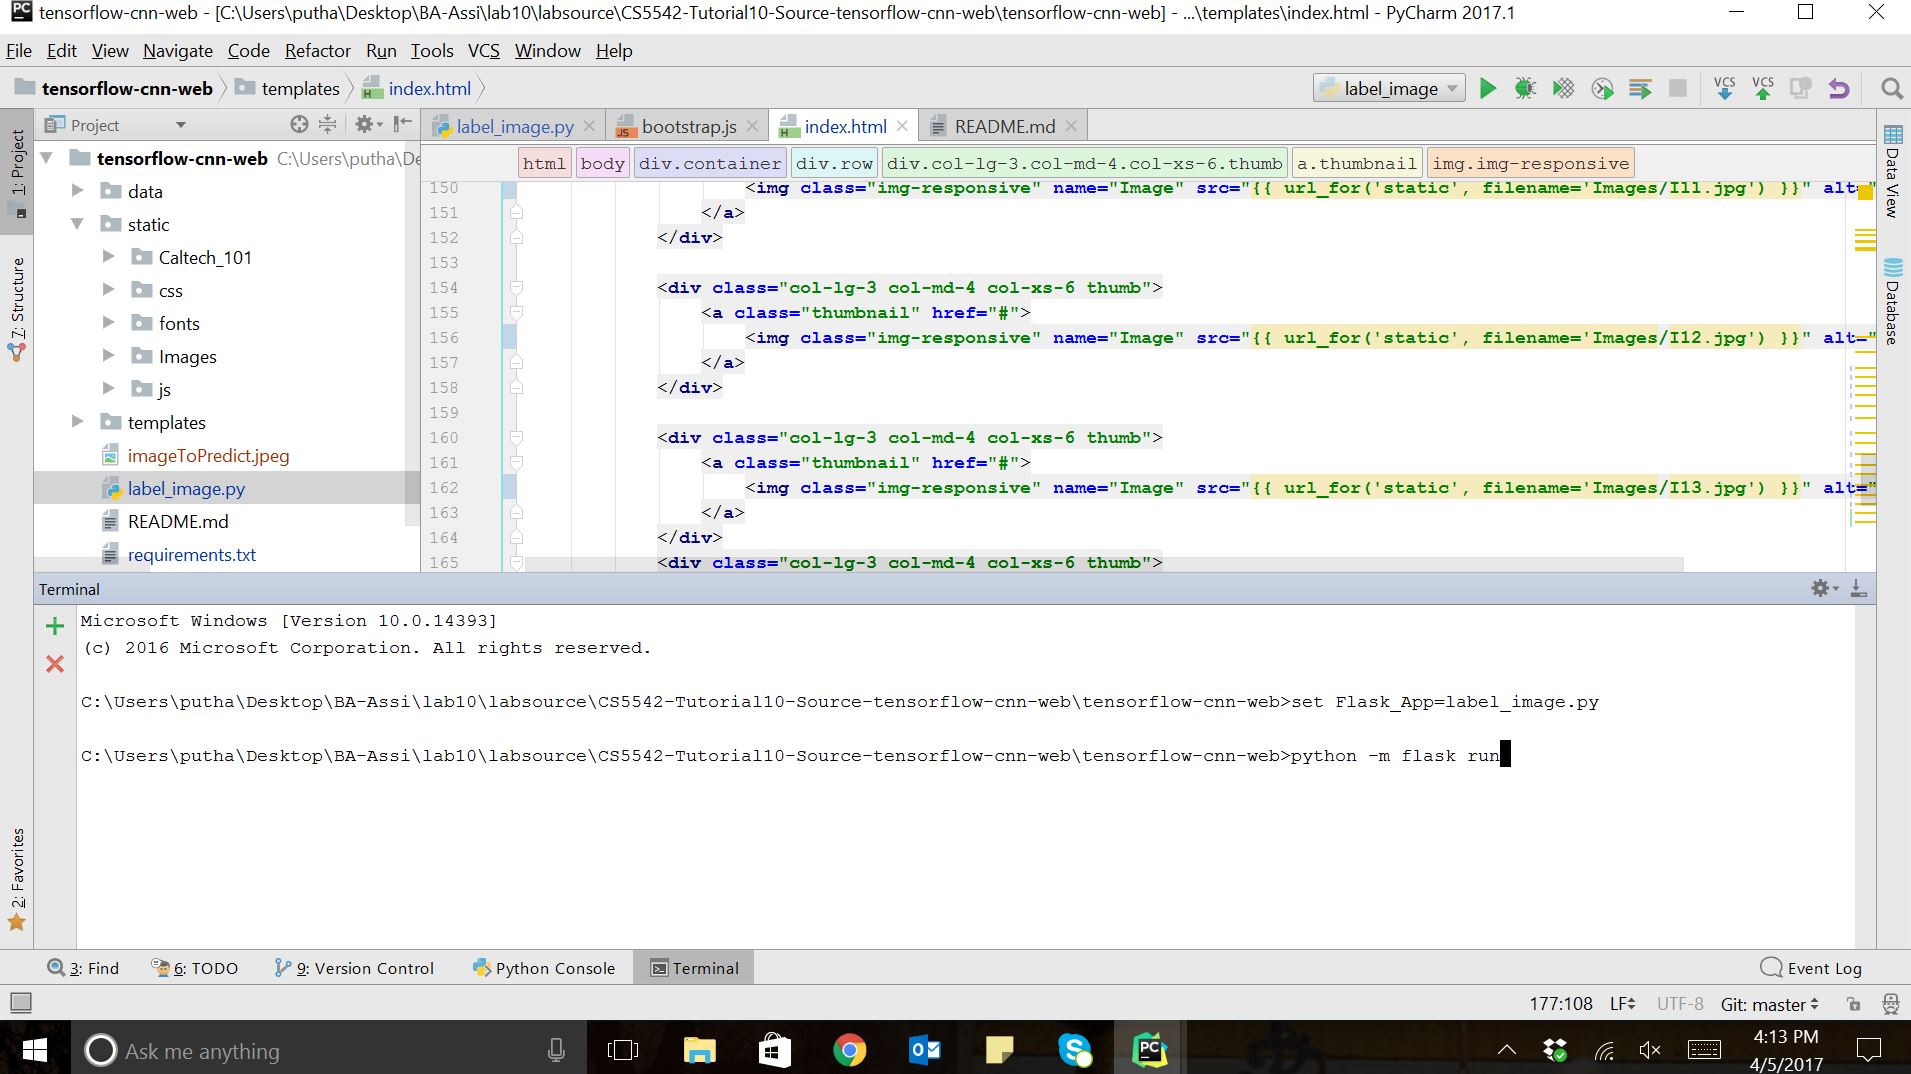 PC tensorflow-cnn-web - [C:\Users\putha\Desktop\BA-Assi\lab10\labsource\CS5542-Tutorial10-Source-tensorflow-cnn-web\tensorflow-cnn-web] - ...\templates\index.html - PyCharm 2017.1
File Edit View Navigate Code Refactor Run Tools VCS Window Help
tensorflow-cnn-web templates index.html label_image VCS VCS
Project label_image.py bootstrap.js index.html README.md
html body div.container div.row div.col-lg-3.col-md-4.col-xs-6.thumb a.thumbnail img.img-responsive
1: Project
7: Structure
2: Favorites
tensorflow-cnn-web C:\Users\putha\De
data
static
Caltech_101
css
fonts
Images
js
templates
imageToPredict.jpeg
label_image.py
README.md
requirements.txt
150 <img class="img-responsive" name="Image" src="{{ url_for('static', filename='Images/I11.jpg') }}" alt="
151 </a>
152 </div>
153
154 <div class="col-lg-3 col-md-4 col-xs-6 thumb">
155 <a class="thumbnail" href="#">
156 <img class="img-responsive" name="Image" src="{{ url_for('static', filename='Images/I12.jpg') }}" alt="
157 </a>
158 </div>
159
160 <div class="col-lg-3 col-md-4 col-xs-6 thumb">
161 <a class="thumbnail" href="#">
162 <img class="img-responsive" name="Image" src="{{ url_for('static', filename='Images/I13.jpg') }}" alt="
163 </a>
164 </div>
165 <div class="col-lg-3 col-md-4 col-xs-6 thumb">
Data View
Database
Terminal
Microsoft Windows [Version 10.0.14393]
(c) 2016 Microsoft Corporation. All rights reserved.
C:\Users\putha\Desktop\BA-Assi\lab10\labsource\CS5542-Tutorial10-Source-tensorflow-cnn-web\tensorflow-cnn-web>set Flask_App=label_image.py
C:\Users\putha\Desktop\BA-Assi\lab10\labsource\CS5542-Tutorial10-Source-tensorflow-cnn-web\tensorflow-cnn-web>python -m flask run
3: Find 6: TODO 9: Version Control Python Console Terminal Event Log
177:108 LF UTF-8 Git: master
Ask me anything
4:13 PM
4/5/2017